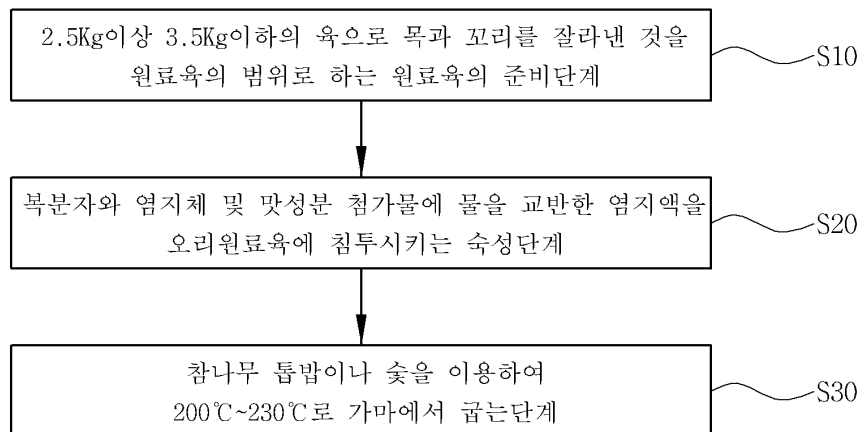 2.5Kg이상 3.5Kg이하의 육으로 목과 꼬리를 잘라낸 것을
원료육의 범위로 하는 원료육의 준비단계
S10
복분자와 염지체 및 맛성분 첨가물에 물을 교반한 염지액을
오리원료육에 침투시키는 숙성단계
S20
참나무 톱밥이나 숯을 이용하여
200℃~230℃로 가마에서 굽는단계
S30